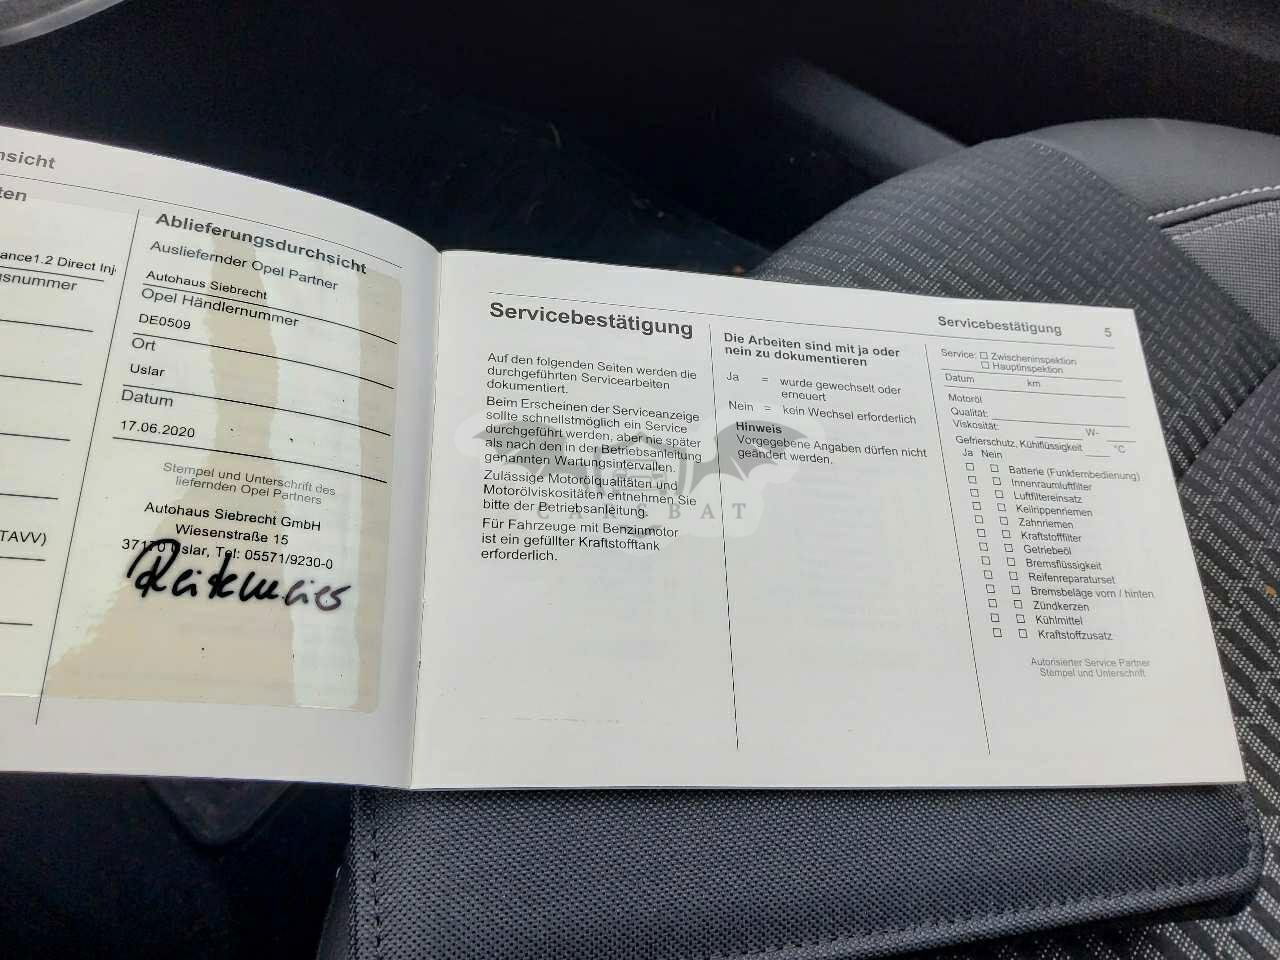 nsicht
ten
ance1.2 Direct Inj
gsnummer
TAVV)
Ablieferungsdurchsicht
Ausliefernder Opel Partner
Autohaus Siebrecht
Opel Händlernummer
DE0509
Ort
Uslar
Datum
17.06.2020
Stempel und Unterschrift des
liefernden Opel Partners
Autohaus Siebrecht GmbH
Wiesenstraße 15
37170 Uslar, Tel: 05571/9230-0
Servicebestätigung
Auf den folgenden Seiten werden die
durchgeführten Servicearbeiten
dokumentiert.
Beim Erscheinen der Serviceanzeige
sollte schnellstmöglich ein Service
durchgeführt werden, aber nie später
als nach den in der Betriebsanleitung
genannten Wartungsintervallen.
Zulässige Motorölqualitäten und
Motorölviskositäten entnehmen Sie
bitte der Betriebsanleitung.
Für Fahrzeuge mit Benzinmotor
ist ein gefüllter Kraftstofftank
erforderlich.
Die Arbeiten sind mit ja oder
nein zu dokumentieren
Ja = wurde gewechselt oder
erneuert
Nein = kein Wechsel erforderlich
Hinweis
Vorgegebene Angaben dürfen nicht
geändert werden.
Servicebestätigung 5
Service: ☐ Zwischeninspektion
☐ Hauptinspektion
Datum km
Motoröl
Qualität:
Viskosität: W-
Gefrierschutz, Kühlflüssigkeit °C
Ja Nein
☐ ☐ Batterie (Funkfernbedienung)
☐ ☐ Innenraumluftfilter
☐ ☐ Luftfiltereinsatz
☐ ☐ Keilrippenriemen
☐ ☐ Zahnriemen
☐ ☐ Kraftstofffilter
☐ ☐ Getriebeöl
☐ ☐ Bremsflüssigkeit
☐ ☐ Reifenreparaturset
☐ ☐ Bremsbeläge vorn / hinten
☐ ☐ Zündkerzen
☐ ☐ Kühlmittel
☐ ☐ Kraftstoffzusatz
Autorisierter Service Partner
Stempel und Unterschrift